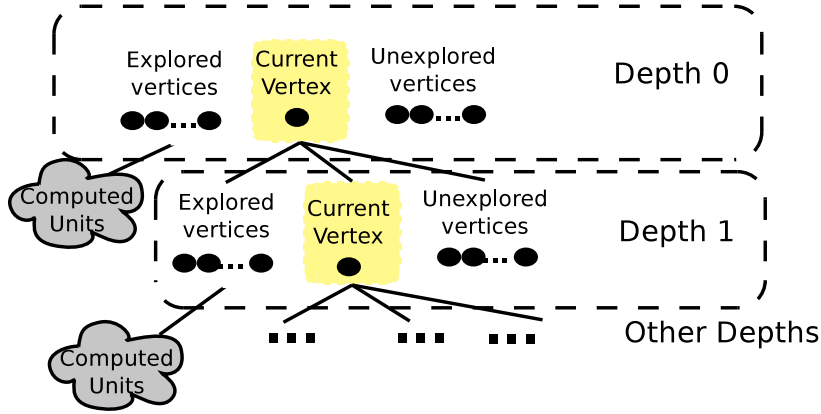 Explored
vertices
Current
Vertex
Unexplored
vertices
Depth 0
Computed
Units
Explored
vertices
Current
Vertex
Unexplored
vertices
Depth 1
Other Depths
Computed
Units